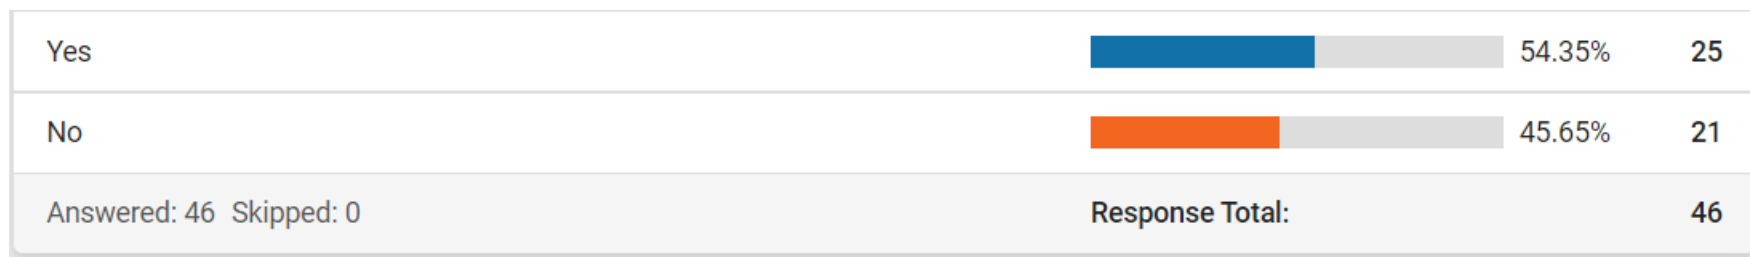 Yes 54.35% 25
No 45.65% 21
Answered: 46 Skipped: 0 Response Total: 46